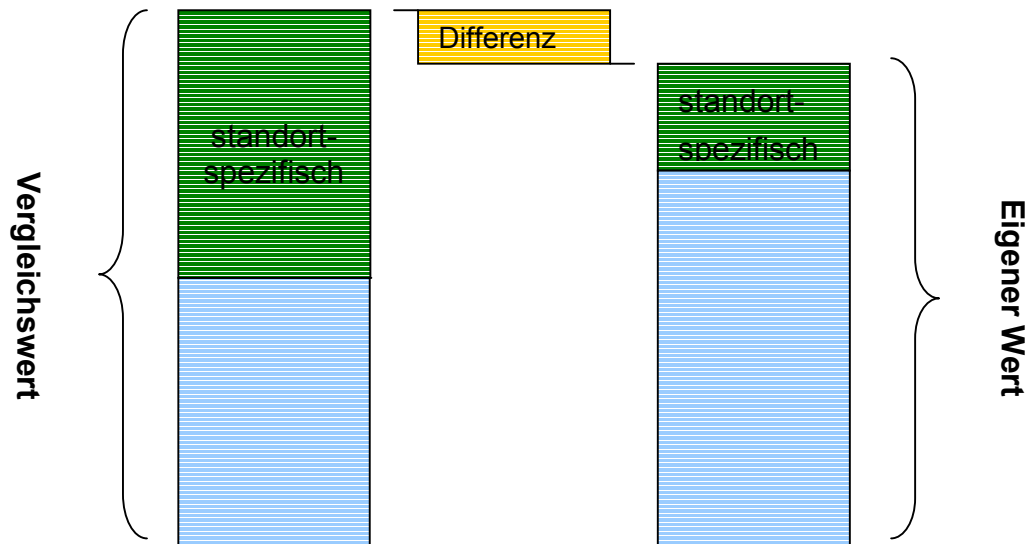 Vergleichswert
standort-
spezifisch
Differenz
standort-
spezifisch
Eigener Wert